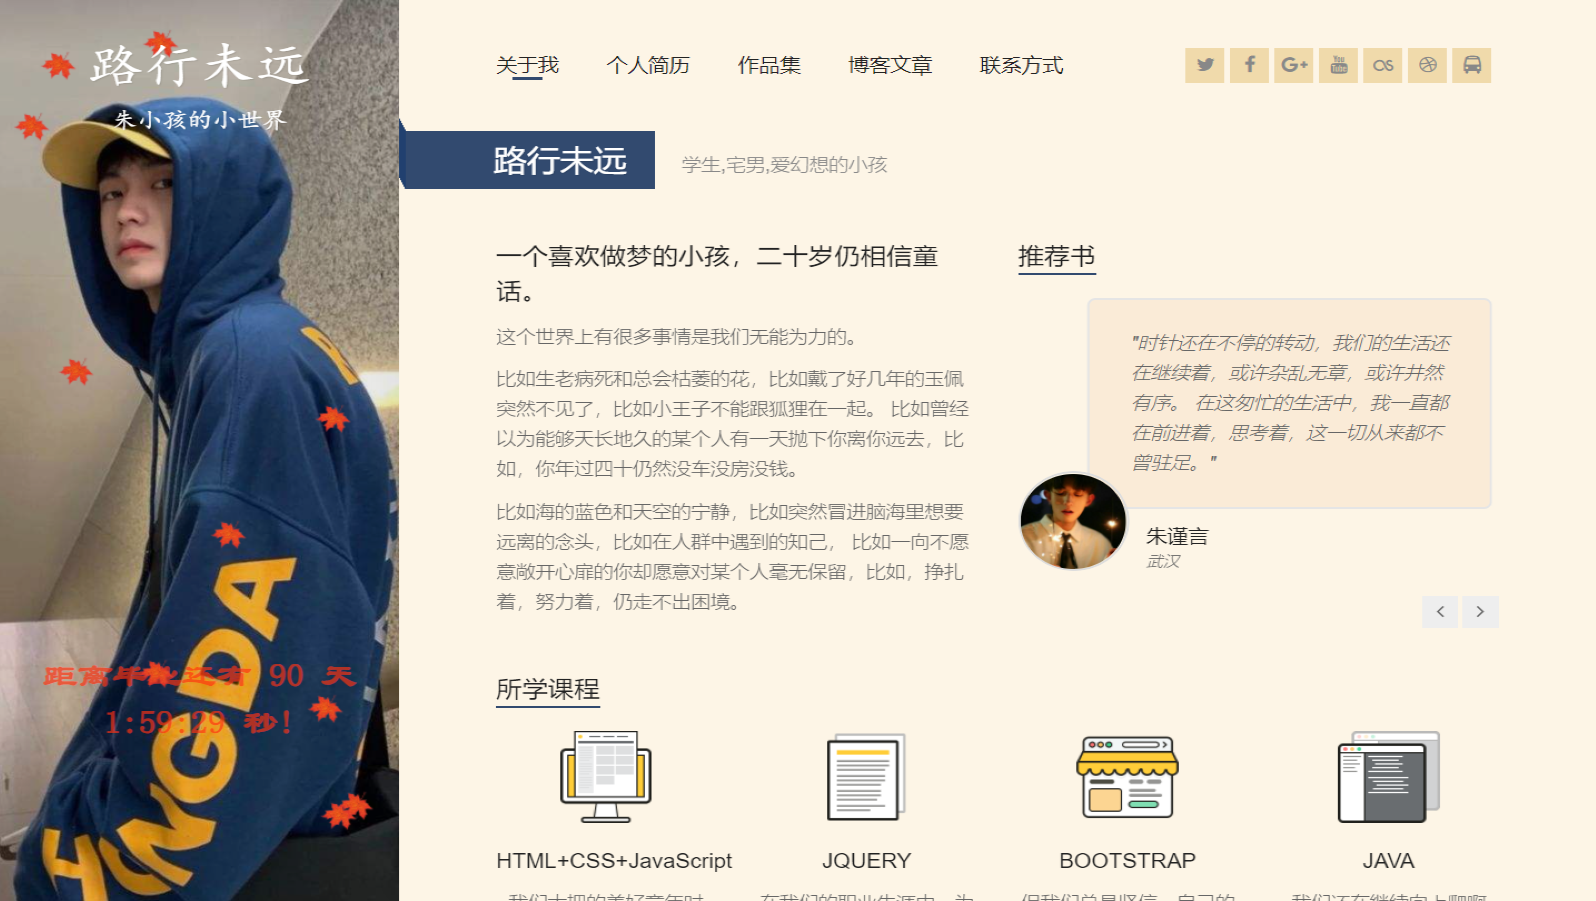 路行未远
朱小孩的小世界
距离毕业还有 90 天
1:59:29 秒!
关于我
个人简历
作品集
博客文章
联系方式
G+
You
Tube
路行未远
学生,宅男,爱幻想的小孩
一个喜欢做梦的小孩，二十岁仍相信童
话。
这个世界上有很多事情是我们无能为力的。
比如生老病死和总会枯萎的花，比如戴了好几年的玉佩
突然不见了，比如小王子不能跟狐狸在一起。 比如曾经
以为能够天长地久的某个人有一天抛下你离你远去，比
如，你年过四十仍然没车没房没钱。
比如海的蓝色和天空的宁静，比如突然冒进脑海里想要
远离的念头，比如在人群中遇到的知己， 比如一向不愿
意敞开心扉的你却愿意对某个人毫无保留，比如，挣扎
着，努力着，仍走不出困境。
推荐书
"时针还在不停的转动，我们的生活还
在继续着，或许杂乱无章，或许井然
有序。 在这匆忙的生活中，我一直都
在前进着，思考着，这一切从来都不
曾驻足。"
朱谨言
武汉
所学课程
HTML+CSS+JavaScript
JQUERY
BOOTSTRAP
JAVA